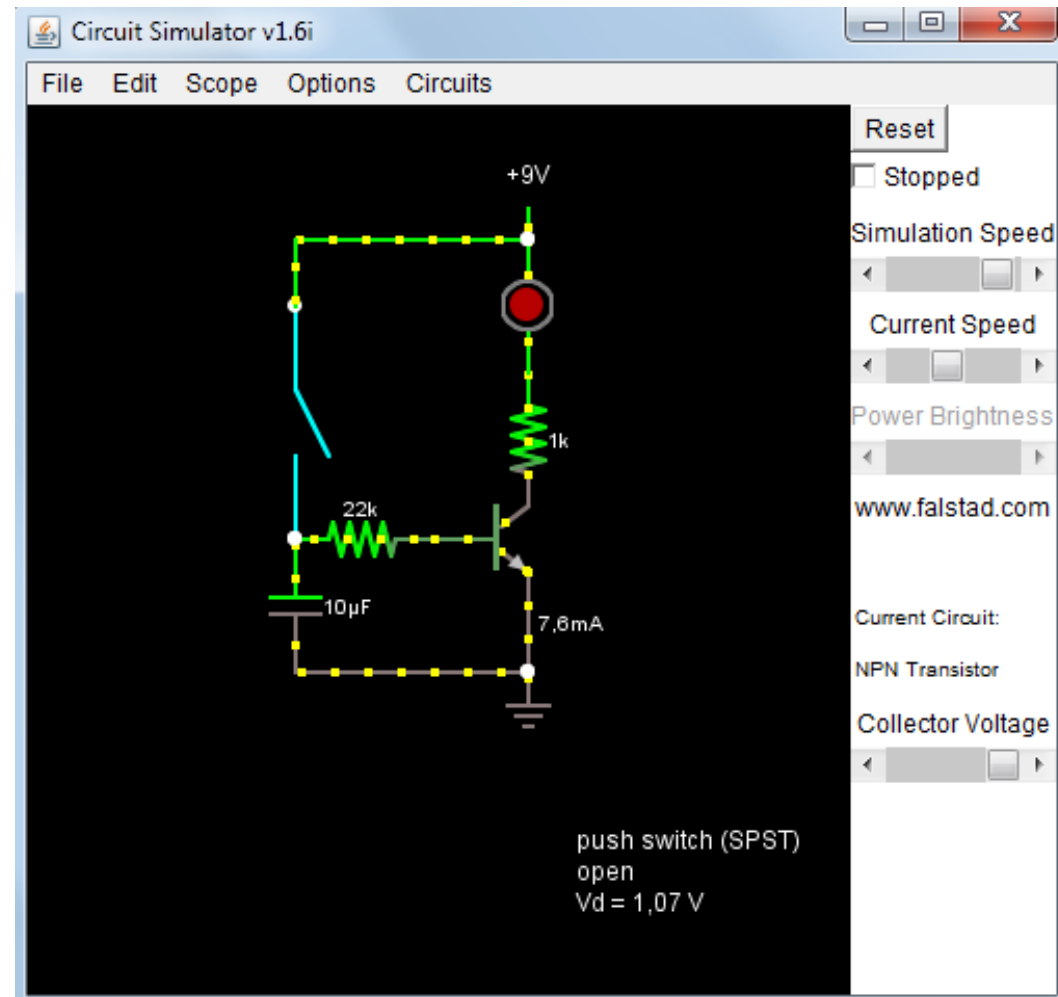 Circuit Simulator v1.6i
File Edit Scope Options Circuits
Reset
Stopped
Simulation Speed
Current Speed
Power Brightness
www.falstad.com
Current Circuit:
NPN Transistor
Collector Voltage
+9V
1k
22k
10µF
7,6mA
push switch (SPST)
open
Vd = 1,07 V